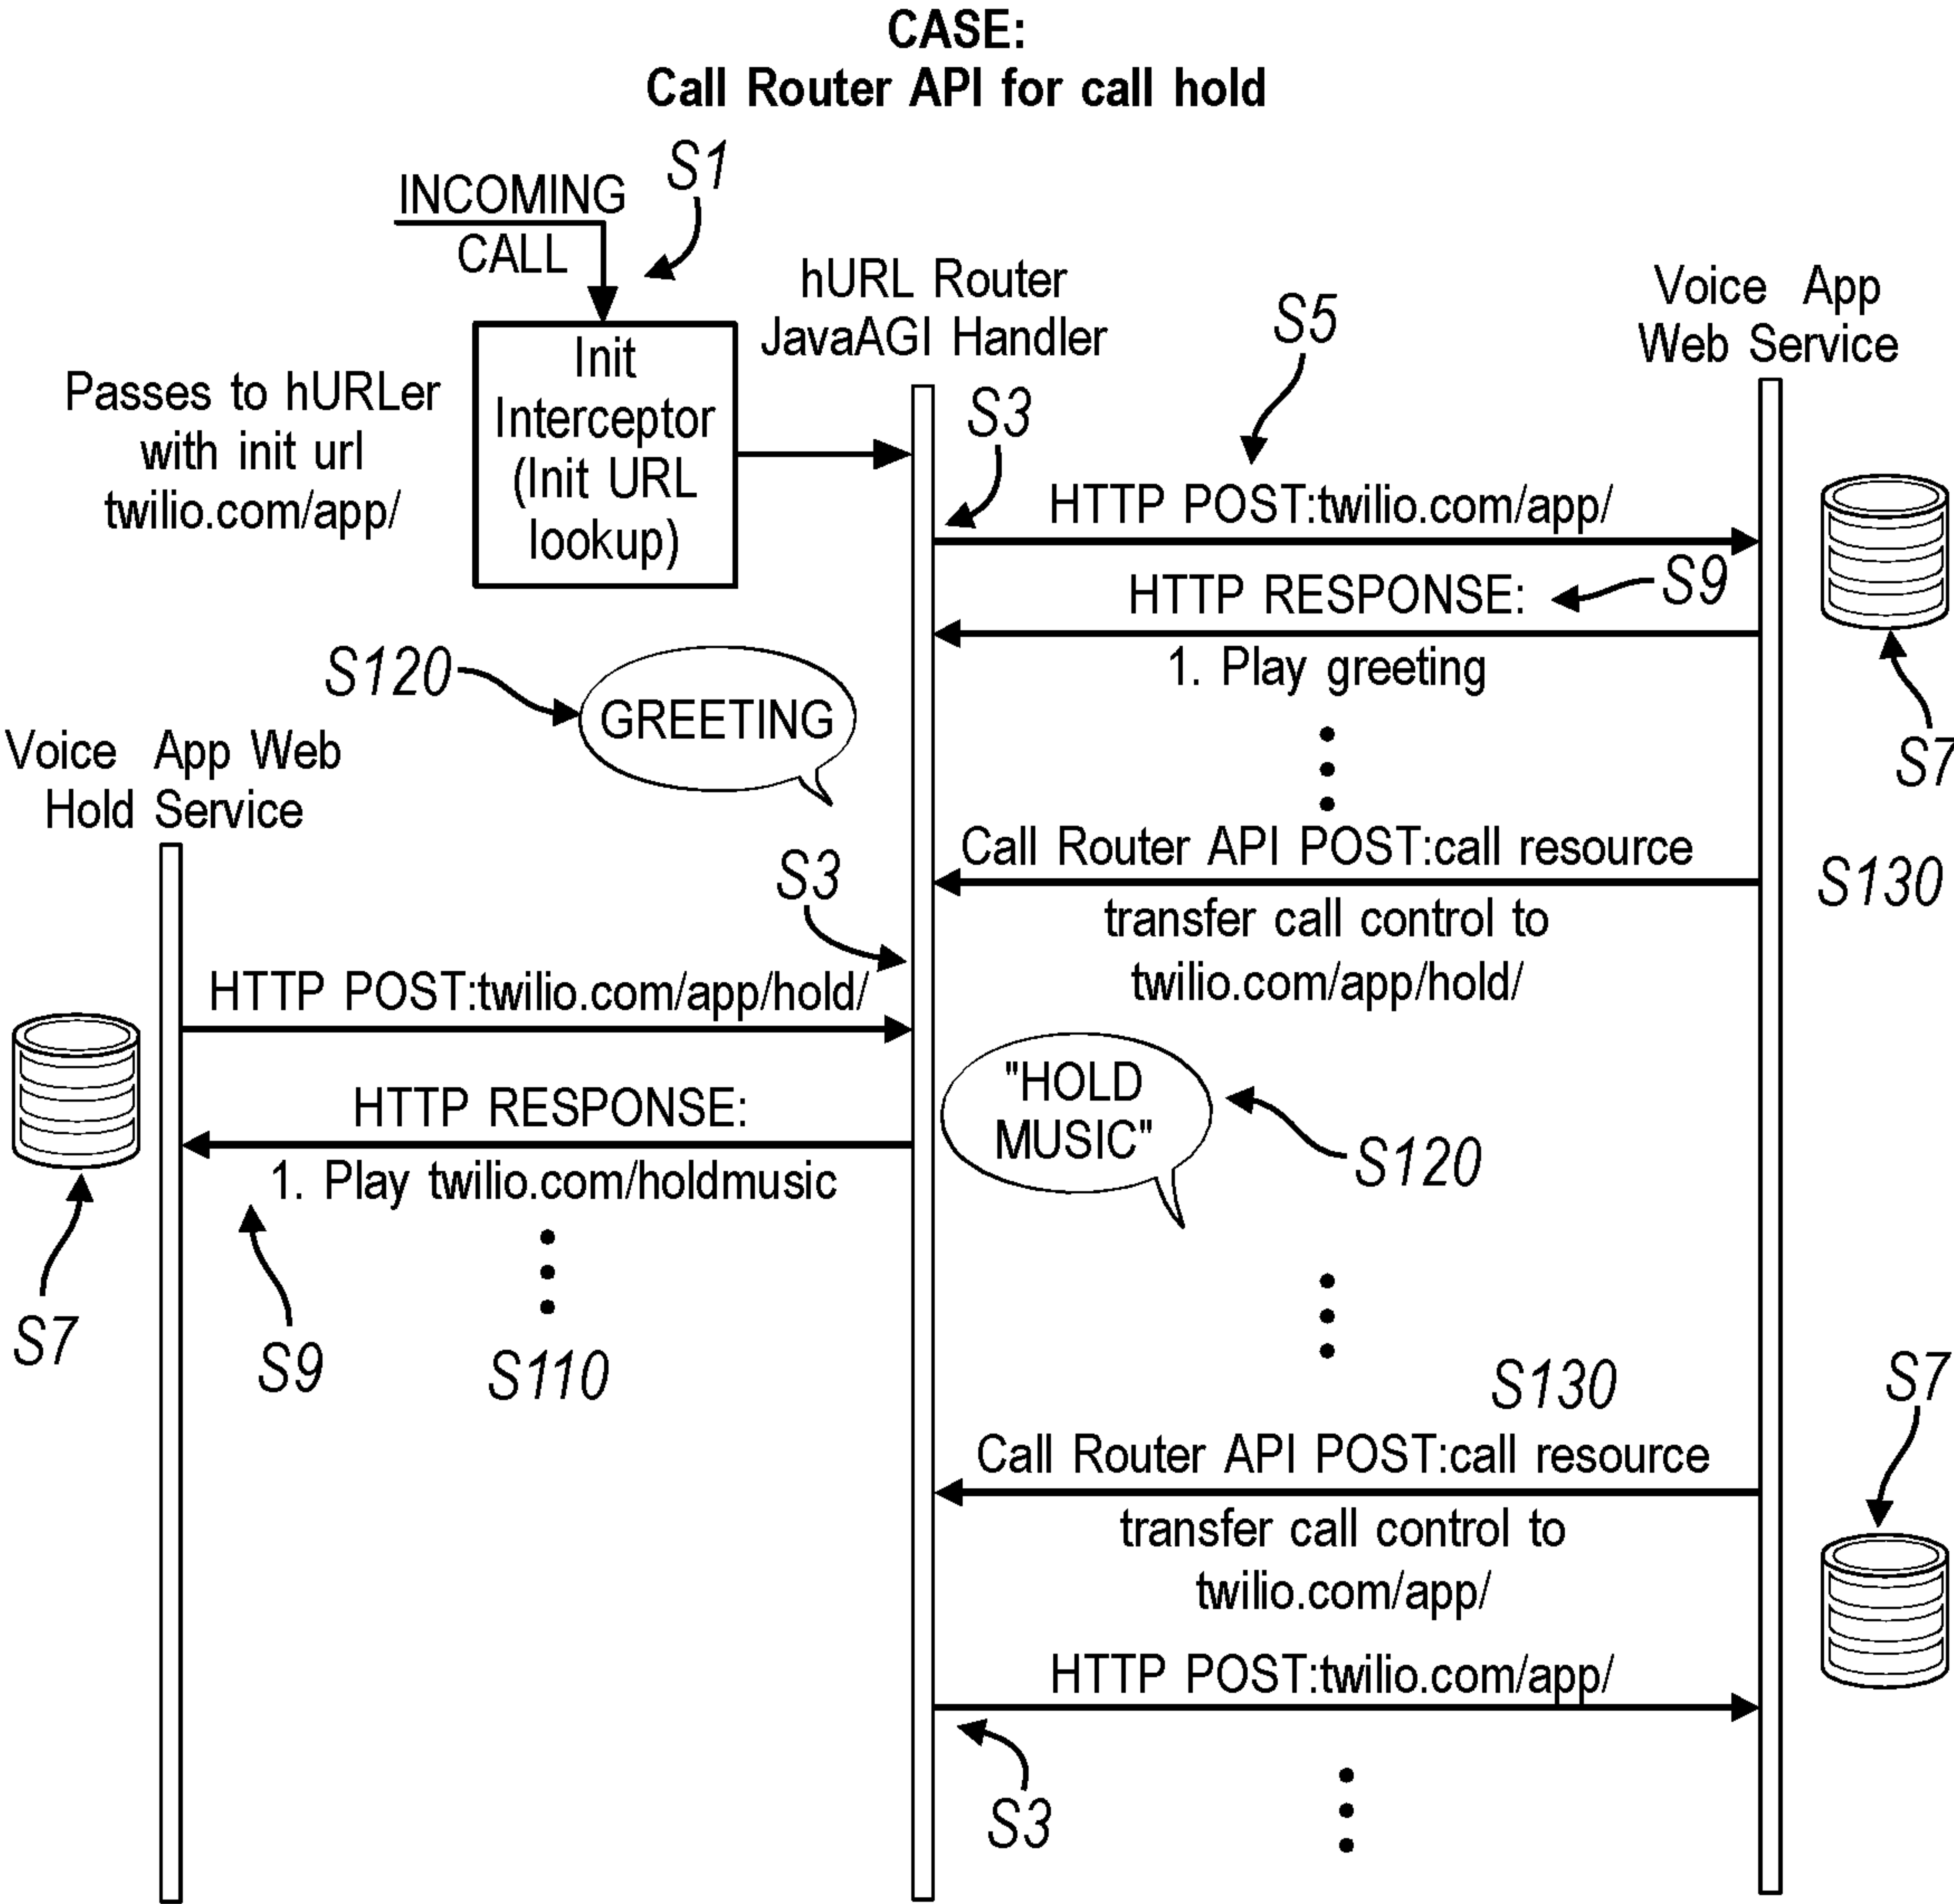 CASE:
Call Router API for call hold
S1
INCOMING
CALL
hURL Router
JavaAGI Handler
S5
Voice App
Web Service
Passes to hURLer
with init url
twilio.com/app/
Init
Interceptor
(Init URL
lookup)
S3
HTTP POST:twilio.com/app/
HTTP RESPONSE:
S9
1. Play greeting
S7
S120
GREETING
Voice App Web
Hold Service
Call Router API POST:call resource
S130
transfer call control to
twilio.com/app/hold/
S3
HTTP POST:twilio.com/app/hold/
"HOLD
MUSIC"
S120
HTTP RESPONSE:
1. Play twilio.com/holdmusic
S7
S9
S110
S130
S7
Call Router API POST:call resource
transfer call control to
twilio.com/app/
HTTP POST:twilio.com/app/
S3